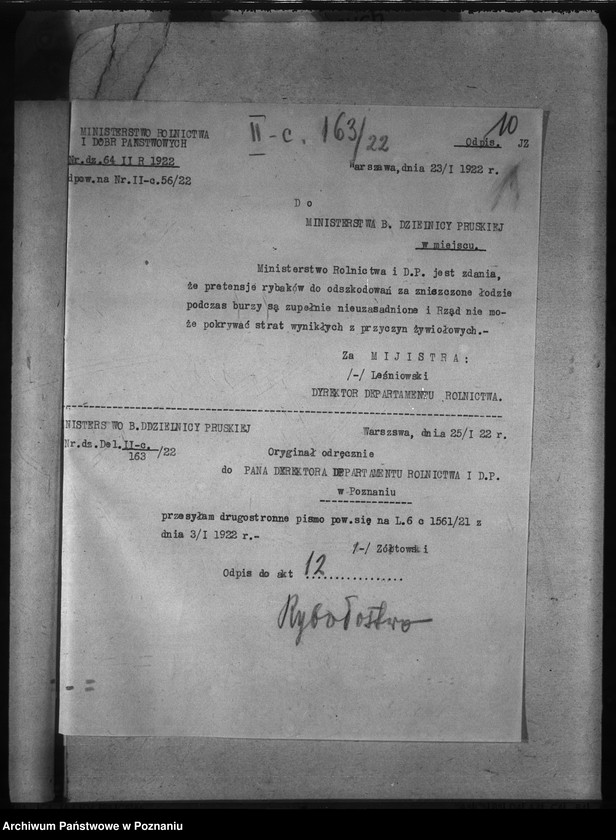 MINISTERSTWO ROLNICTWA
I DÓBR PAŃSTWOWYCH
II-c. 163/22
10
Odpis. JZ
Nr.dz.64 II R 1922
Warszawa,dnia 23/I 1922 r.
dpow.na Nr.II-c.56/22
Do
MINISTERSTWA B. DZIELNICY PRUSKIEJ
w miejscu.
Ministerstwo Rolnictwa i D.P. jest zdania,
że pretensje rybaków do odszkodowań za zniszczone łodzie
podczas burzy są zupełnie nieuzasadnione i Rząd nie mo-
że pokrywać strat wynikłych z przyczyn żywiołowych.-
Za MIJISTRA:
/-/ Leśniowski
DYREKTOR DEPARTAMENTU ROLNICTWA.
NISTERSTWO B.DDZIELNICY PRUSKIEJ
Warszawa, dnia 25/I 22 r.
Nr.dz.Del.II-c.
163 /22
Oryginał odręcznie
do PANA DEREKTORA DEPARTAMENTU ROLNICTWA I D.P.
w Poznaniu
przesyłam drugostronne pismo pow.się na L.6 c 1561/21 z
dnia 3/I 1922 r.-
/-/ Żółtowski
Odpis do akt 12
Rybołostwo
Archiwum Państwowe w Poznaniu